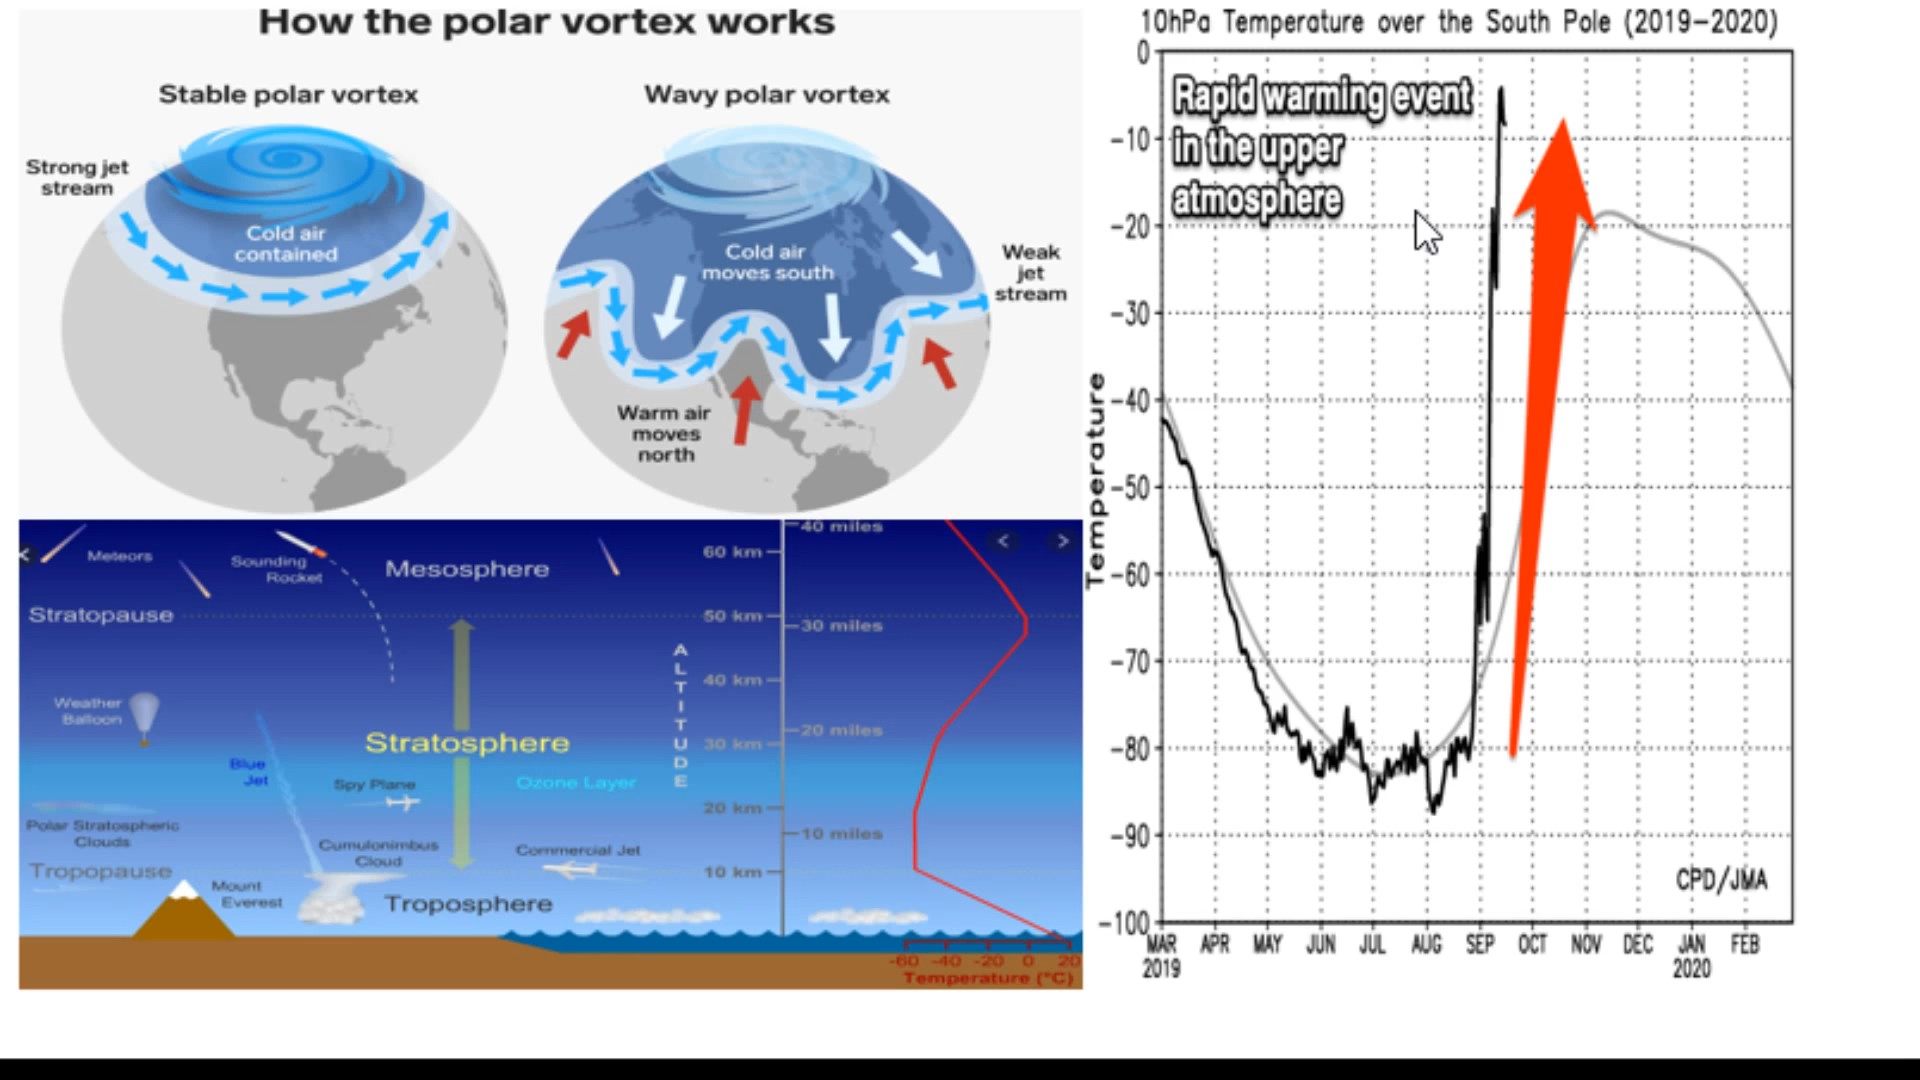 How the polar vortex works
Stable polar vortex
Wavy polar vortex
Strong jet
stream
Cold air
contained
Cold air
moves south
Weak
jet
stream
Warm air
moves
north
Meteors
Sounding
Rocket
Mesosphere
40 miles
60 km
Stratopause
50 km
30 miles
ALTITUDE
40 km
Weather
Balloon
20 miles
Stratosphere
30 km
Blue
Jet
Spy Plane
Ozone Layer
20 km
Polar Stratospheric
Clouds
10 miles
Cumulonimbus
Cloud
Commercial Jet
Tropopause
10 km
Mount
Everest
Troposphere
-60 -40 -20 0 20
Temperature (°C)
10hPa Temperature over the South Pole (2019-2020)
Rapid warming event
in the upper
atmosphere
Temperature
0
-10
-20
-30
-40
-50
-60
-70
-80
-90
-100
CPD/JMA
MAR APR MAY JUN JUL AUG SEP OCT NOV DEC JAN FEB
2019 2020